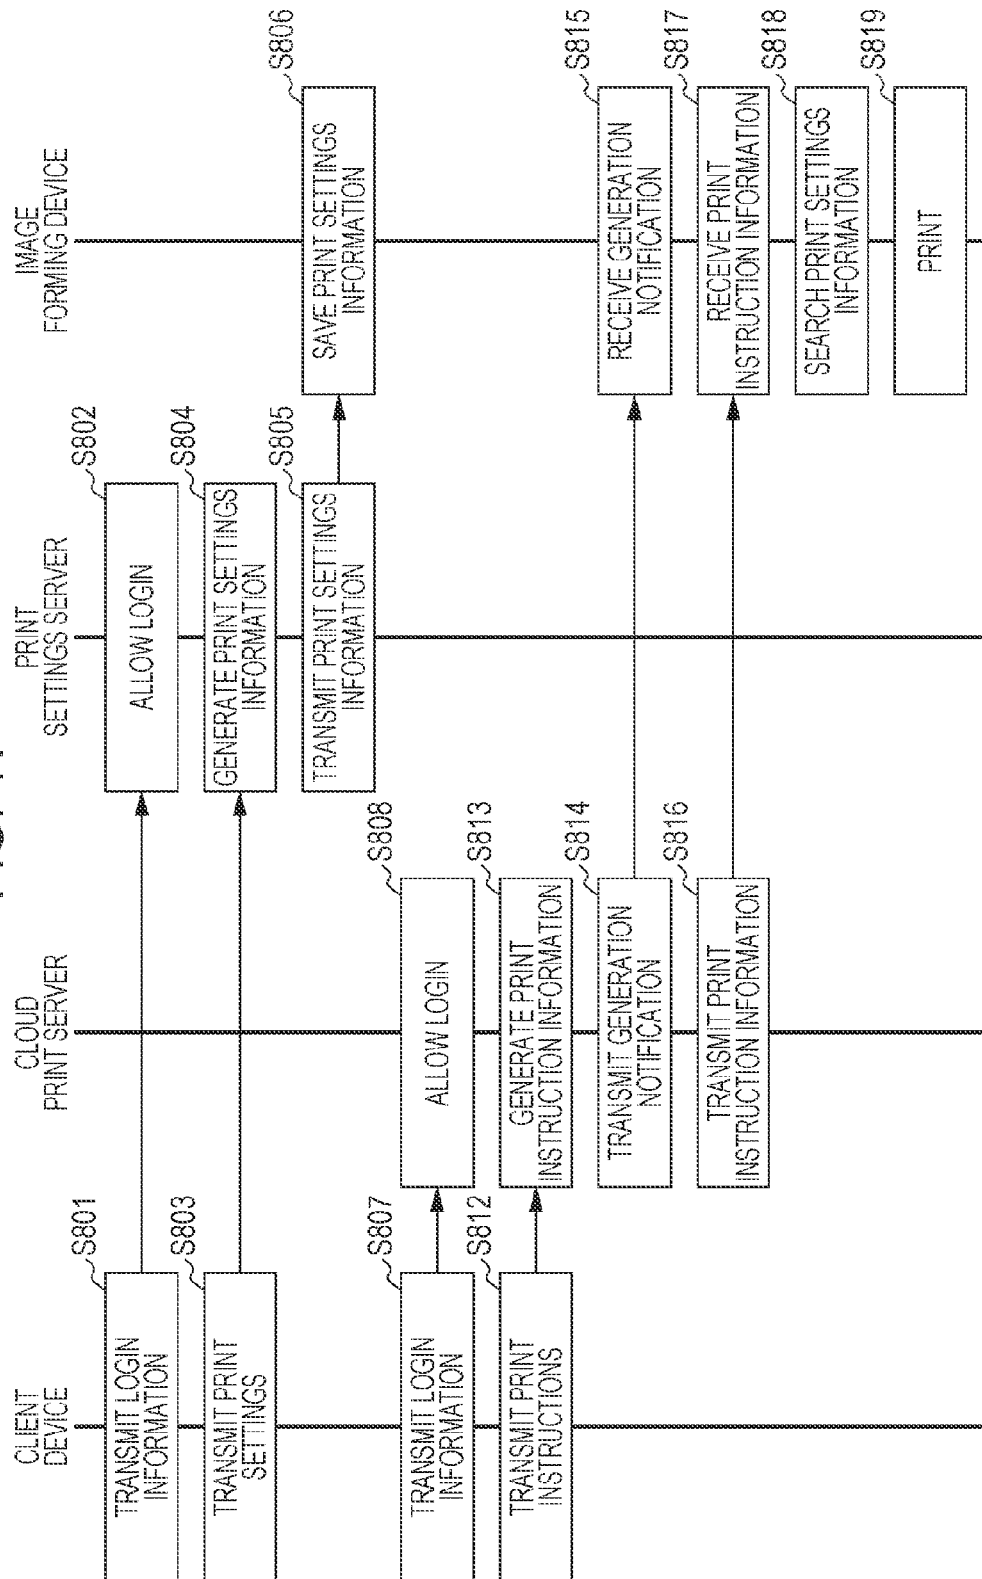 CLIENT
DEVICE
CLOUD
PRINT SERVER
PRINT
SETTINGS SERVER
IMAGE
FORMING DEVICE
S801
TRANSMIT LOGIN
INFORMATION
S802
ALLOW LOGIN
S803
TRANSMIT PRINT
SETTINGS
S804
GENERATE PRINT SETTINGS
INFORMATION
S805
TRANSMIT PRINT SETTINGS
INFORMATION
S806
SAVE PRINT SETTINGS
INFORMATION
S807
TRANSMIT LOGIN
INFORMATION
S808
ALLOW LOGIN
S812
TRANSMIT PRINT
INSTRUCTIONS
S813
GENERATE PRINT
INSTRUCTION INFORMATION
S814
TRANSMIT GENERATION
NOTIFICATION
S815
RECEIVE GENERATION
NOTIFICATION
S816
TRANSMIT PRINT
INSTRUCTION INFORMATION
S817
RECEIVE PRINT
INSTRUCTION INFORMATION
S818
SEARCH PRINT SETTINGS
INFORMATION
S819
PRINT